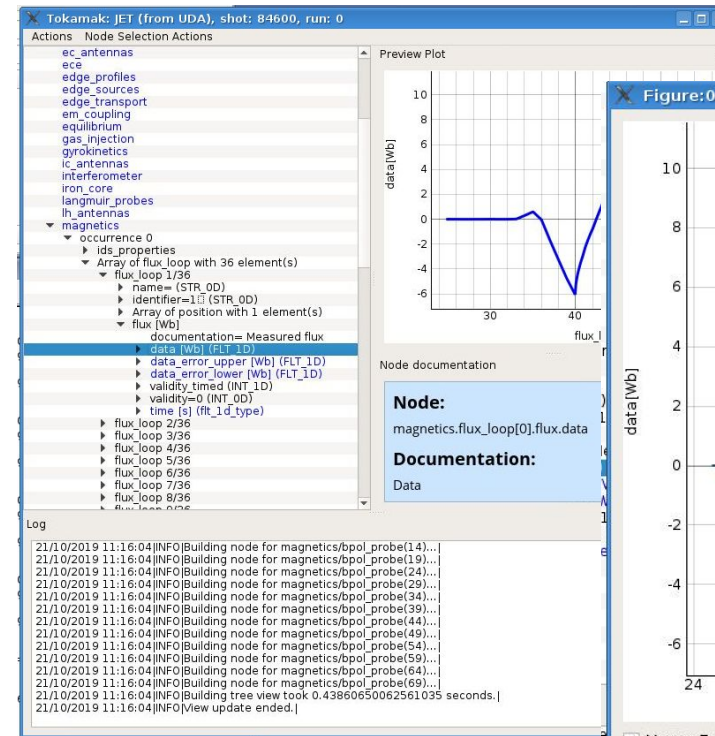 Tokamak: JET (from UDA), shot: 84600, run: 0
Actions Node Selection Actions
ec_antennas
ece
edge_profiles
edge_sources
edge_transport
em_coupling
equilibrium
gas_injection
gyrokinetics
ic_antennas
interferometer
iron_core
langmuir_probes
lh_antennas
magnetics
occurrence 0
ids_properties
Array of flux_loop with 36 element(s)
flux_loop 1/36
name= (STR_0D)
identifier=1 (STR_0D)
Array of position with 1 element(s)
flux [Wb]
documentation= Measured flux
data [Wb] (FLT_1D)
data_error_upper [Wb] (FLT_1D)
data_error_lower [Wb] (FLT_1D)
validity_timed (INT_1D)
validity=0 (INT_0D)
time [s] (flt_1d_type)
flux_loop 2/36
flux_loop 3/36
flux_loop 4/36
flux_loop 5/36
flux_loop 6/36
flux_loop 7/36
flux_loop 8/36
Preview Plot
10
8
6
4
2
0
-2
-4
-6
data[Wb]
30
40
flux_l
Node documentation
Node:
magnetics.flux_loop[0].flux.data
Documentation:
Data
Figure:0
10
8
6
4
2
0
-2
-4
-6
data[Wb]
24
Log
21/10/2019 11:16:04|INFO|Building node for magnetics/bpol_probe(14)...|
21/10/2019 11:16:04|INFO|Building node for magnetics/bpol_probe(19)...|
21/10/2019 11:16:04|INFO|Building node for magnetics/bpol_probe(24)...|
21/10/2019 11:16:04|INFO|Building node for magnetics/bpol_probe(29)...|
21/10/2019 11:16:04|INFO|Building node for magnetics/bpol_probe(34)...|
21/10/2019 11:16:04|INFO|Building node for magnetics/bpol_probe(39)...|
21/10/2019 11:16:04|INFO|Building node for magnetics/bpol_probe(44)...|
21/10/2019 11:16:04|INFO|Building node for magnetics/bpol_probe(49)...|
21/10/2019 11:16:04|INFO|Building node for magnetics/bpol_probe(54)...|
21/10/2019 11:16:04|INFO|Building node for magnetics/bpol_probe(59)...|
21/10/2019 11:16:04|INFO|Building node for magnetics/bpol_probe(64)...|
21/10/2019 11:16:04|INFO|Building node for magnetics/bpol_probe(69)...|
21/10/2019 11:16:04|INFO|Building tree view took 0.43860650062561035 seconds.|
21/10/2019 11:16:04|INFO|View update ended.|